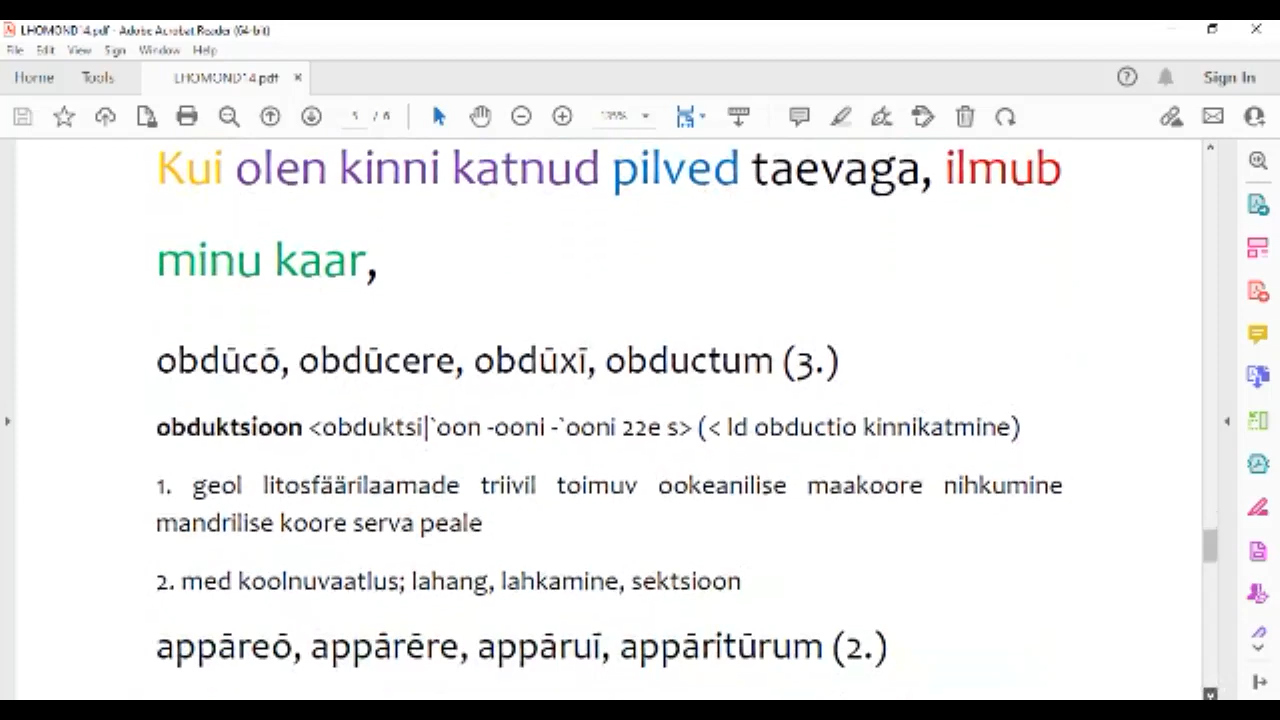 LHOMOND˘4.pdf - Adobe Acrobat Reader (64-bit)
File Edit View Sign Window Help
Home Tools LHOMOND˘4.pdf × Sign In
5 / 6 135%
Kui olen kinni katnud pilved taevaga, ilmub
minu kaar,
obdūcō, obdūcere, obdūxī, obductum (3.)
obduktsioon <obduktsi|`oon -ooni -`ooni 22e s> (< ld obductio kinnikatmine)
1. geol litosfäärilaamade triivil toimuv ookeanilise maakoore nihkumine
mandrilise koore serva peale
2. med koolnuvaatlus; lahang, lahkamine, sektsioon
appāreō, appārēre, appāruī, appāritūrum (2.)